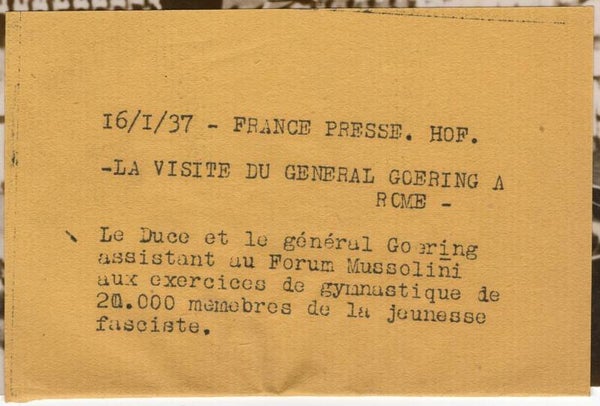 16/1/37 - FRANCE PRESSE. HOF.
-LA VISITE DU GENERAL GOERING A
ROME -
Le Duce et le général Goering
assistant au Forum Mussolini
aux exercices de gymnastique de
20.000 memebres de la jeunesse
fasciste.